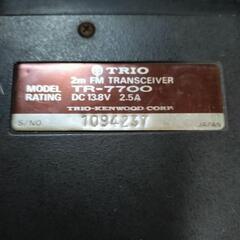 TRIO
2m FM TRANSCEIVER
MODEL TR-7700
RATING DC 13.8V 2.5A
TRIO-KENWOOD CORP.
S/NO. 1094237
JAPAN